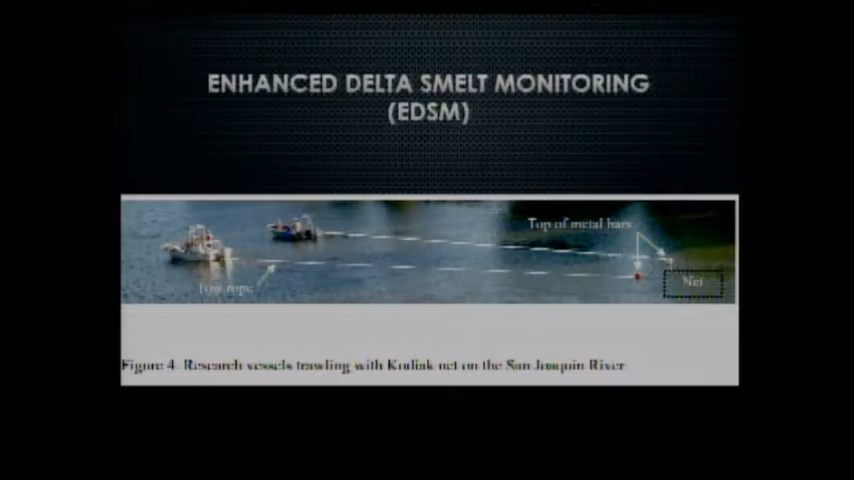 ENHANCED DELTA SMELT MONITORING
(EDSM)
Top of metal bars
Tow rope
Net
Figure 4- Research vessels trawling with Kodiak net on the San Joaquin River